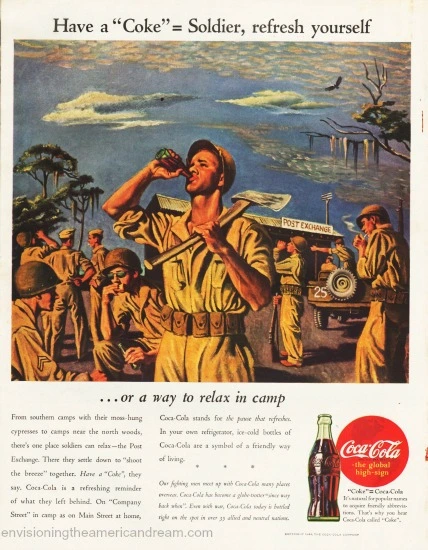 Have a "Coke" = Soldier, refresh yourself
POST EXCHANGE
25
...or a way to relax in camp
From southern camps with their moss-hung
cypresses to camps near the north woods,
there's one place soldiers can relax—the Post
Exchange. There they settle down to "shoot
the breeze" together. Have a "Coke", they
say. Coca-Cola is a refreshing reminder
of what they left behind. On "Company
Street" in camp as on Main Street at home,
Coca-Cola stands for the pause that refreshes.
In your own refrigerator, ice-cold bottles of
Coca-Cola are a symbol of a friendly way
of living.
* * *
Our fighting men meet up with Coca-Cola many places
overseas. Coca-Cola has become a globe-trotter "since way
back when". Even with war, Coca-Cola today is bottled
right on the spot in over 35 allied and neutral nations.
Coca-Cola
Coca-Cola
-the global
high-sign
"Coke" = Coca-Cola
It's natural for popular names
to acquire friendly abbrevia-
tions. That's why you hear
Coca-Cola called "Coke".
envisioningtheamericandream.com